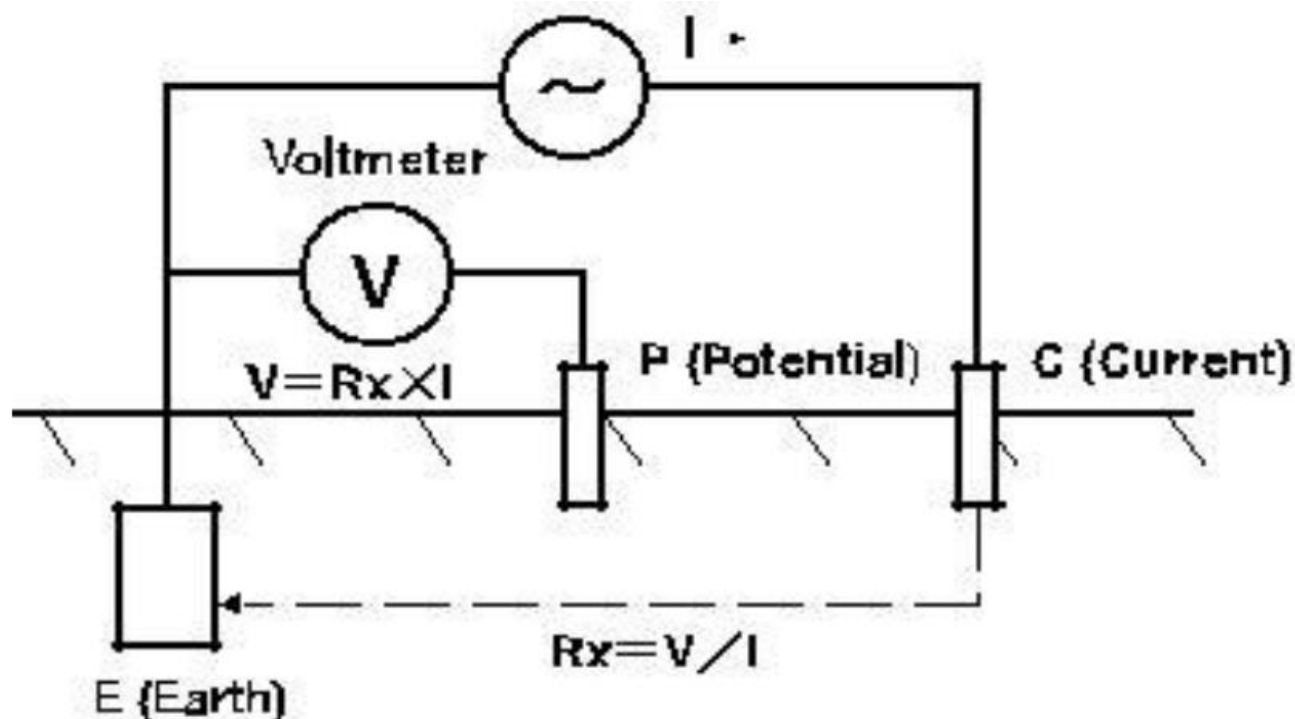 I
Voltmeter
V
V=Rx×I
P (Potential)
C (Current)
Rx=V/I
E (Earth)